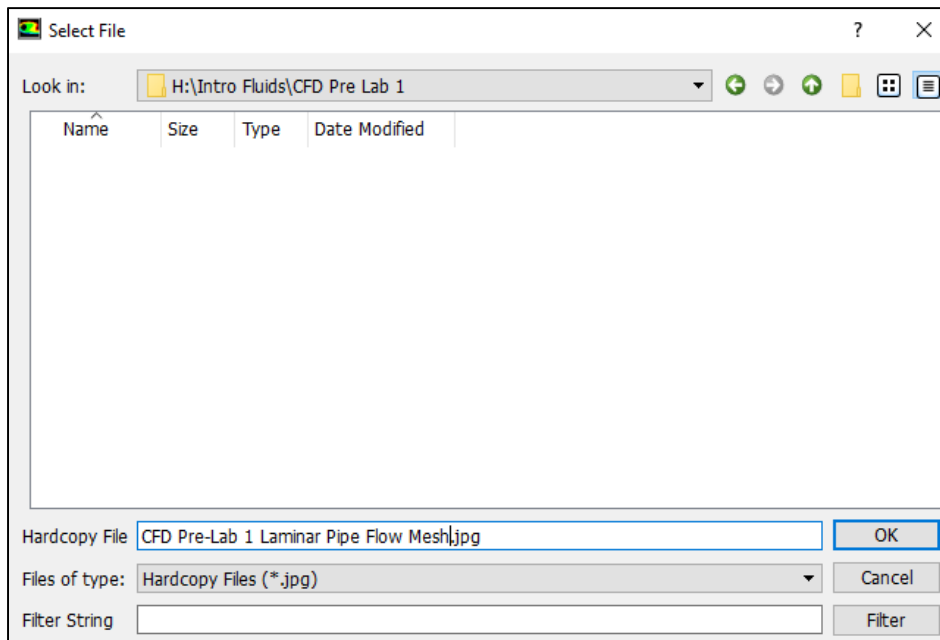 Select File
?
Look in:
H:\Intro Fluids\CFD Pre Lab 1
Name Size Type Date Modified
Hardcopy File CFD Pre-Lab 1 Laminar Pipe Flow Mesh.jpg OK
Files of type: Hardcopy Files (*.jpg) Cancel
Filter String Filter